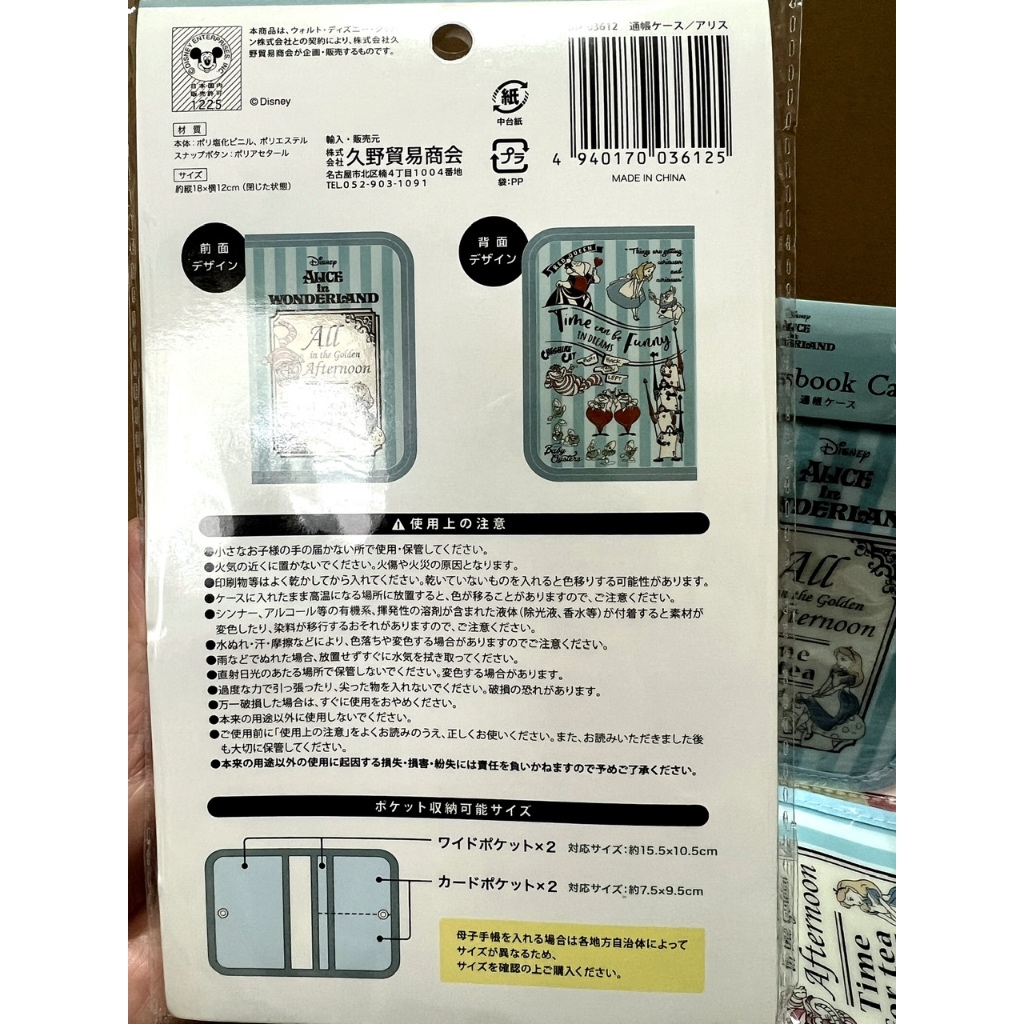 03612 通帳ケース/アリス
本商品は、ウォルト・ディズニー・
ン株式会社との契約により、株式会社久
野貿易商会が企画・販売するものです。
©DISNEY ENTERPRISES, INC.
日本国内
販売許可
1225
©Disney
紙
中台紙
プラ
袋:PP
4 940170 036125
MADE IN CHINA
材質
本体:ポリ塩化ビニル、ポリエステル
スナップボタン:ポリアセタール
サイズ
約縦18×横12cm(閉じた状態)
輸入・販売元
株式会社 久野貿易商会
名古屋市北区楠4丁目1004番地
TEL.052-903-1091
前面
デザイン
Disney
ALICE
in
WONDERLAND
All
in the Golden
Afternoon
背面
デザイン
RED QUEEN
"Things are getting
curiouser
and
curiouser."
Time can be Funny
IN DREAMS
CHESHIRE
CAT
BACK
LEFT
Baby
Oysters
⚠使用上の注意
●小さなお子様の手の届かない所で使用・保管してください。
●火気の近くに置かないでください。火傷や火災の原因となります。
●印刷物等はよく乾かしてから入れてください。乾いていないものを入れると色移りする可能性があります。
●ケースに入れたまま高温になる場所に放置すると、色が移ることがありますので、ご注意ください。
●シンナー、アルコール等の有機系、揮発性の溶剤が含まれた液体(除光液、香水等)が付着すると素材が
変色したり、染料が移行するおそれがありますので、ご注意ください。
●水ぬれ・汗・摩擦などにより、色落ちや変色する場合がありますのでご注意ください。
●雨などでぬれた場合、放置せずすぐに水気を拭き取ってください。
●直射日光のあたる場所で保管しないでください。変色する場合があります。
●過度な力で引っ張ったり、尖った物を入れないでください。破損の恐れがあります。
●万一破損した場合は、すぐに使用をおやめください。
●本来の用途以外に使用しないでください。
●ご使用前に「使用上の注意」をよくお読みのうえ、正しくお使いください。また、お読みいただきました後
も大切に保管してください。
●本来の用途以外の使用に起因する損失・損害・紛失には責任を負いかねますので予めご了承ください。
ポケット収納可能サイズ
ワイドポケット×2 対応サイズ:約15.5×10.5cm
カードポケット×2 対応サイズ:約7.5×9.5cm
母子手帳を入れる場合は各地方自治体によって
サイズが異なるため、
サイズを確認の上ご購入ください。
Disney
ALICE
in
WONDERLAND
sbook Ca
通帳ケース
Disney
ALICE
in
DERLAN
All
in the Golden
fternoon
me
tea
in the Golden
Afternoon
Time
for tea